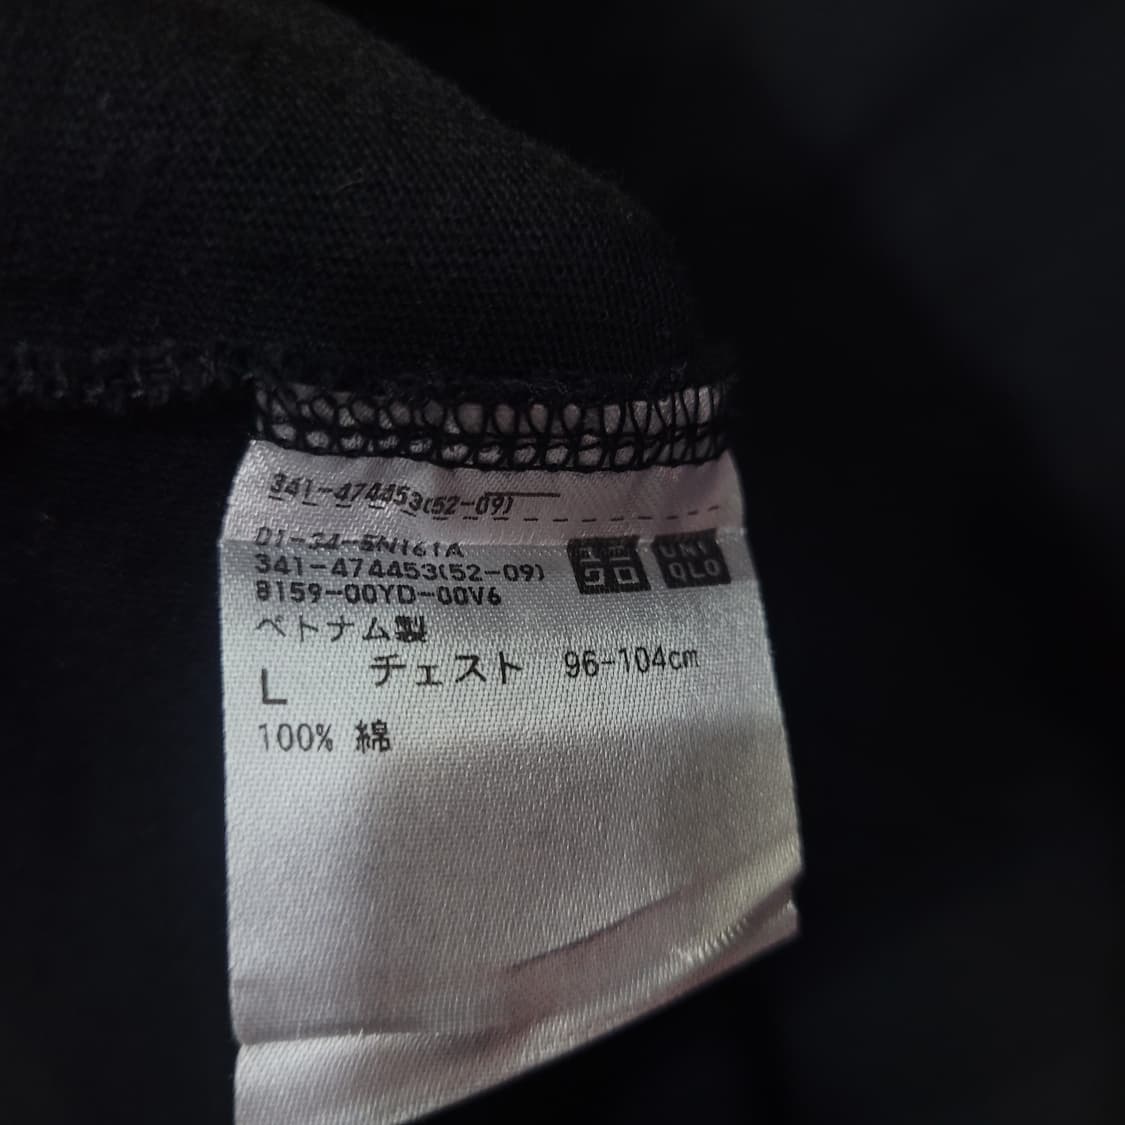 341-474453(52-09)
01-34-SN161A
341-474453(52-09)
8159-00YD-00V6
ユニ
クロ
UNI
QLO
ベトナム製
L チェスト 96-104cm
100% 綿